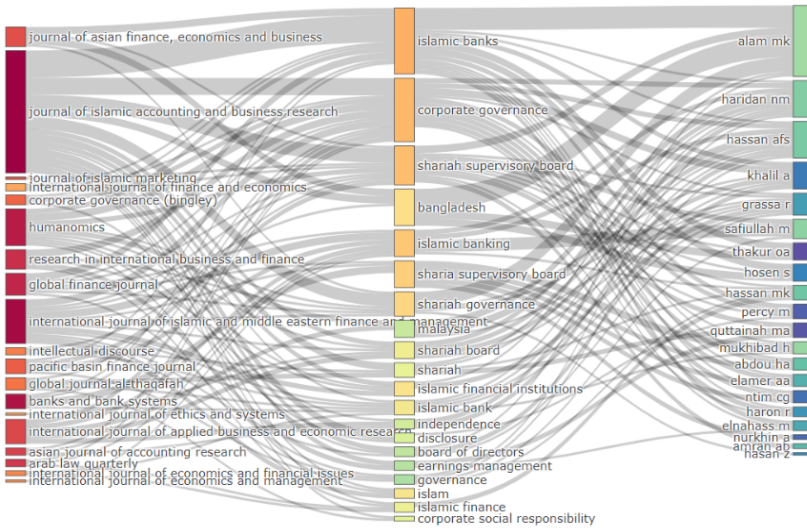 journal of asian finance, economics and business
journal of islamic accounting and business research
journal of islamic marketing
international journal of finance and economics
corporate governance (bingley)
humanomics
research in international business and finance
global finance journal
international journal of islamic and middle eastern finance and management
intellectual discourse
pacific basin finance journal
global journal al-thaqafah
banks and bank systems
international journal of ethics and systems
international journal of applied business and economic research
asian journal of accounting research
arab law quarterly
international journal of economics and financial issues
international journal of economics and management
islamic banks
corporate governance
shariah supervisory board
bangladesh
islamic banking
sharia supervisory board
shariah governance
malaysia
shariah board
shariah
islamic financial institutions
islamic bank
independence
disclosure
board of directors
earnings management
governance
islam
islamic finance
corporate social responsibility
alam mk
haridan nm
hassan afs
khalil a
grassa r
safiullah m
thakur oa
hosen s
hassan mk
percy m
quttainah ma
mukhibad h
abdou ha
elamer aa
ntim cg
haron r
elnahass m
nurkhin a
amran ab
hasan z